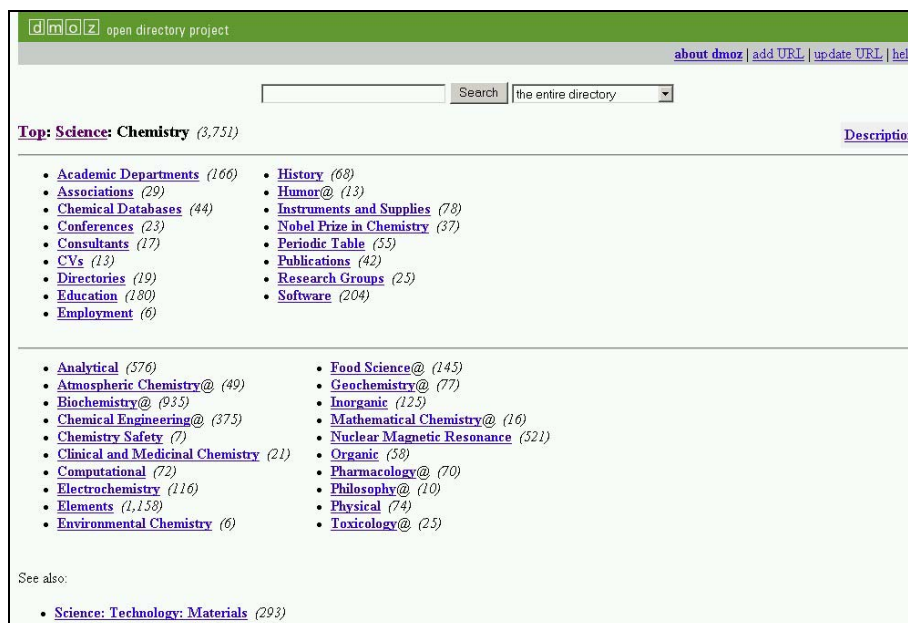 dmoz open directory project
about dmoz | add URL | update URL | hel
Search the entire directory
Top: Science: Chemistry (3,751)
Descriptio
Academic Departments (166)
Associations (29)
Chemical Databases (44)
Conferences (23)
Consultants (17)
CVs (13)
Directories (19)
Education (180)
Employment (6)
History (68)
Humor@ (13)
Instruments and Supplies (78)
Nobel Prize in Chemistry (37)
Periodic Table (55)
Publications (42)
Research Groups (25)
Software (204)
Analytical (576)
Atmospheric Chemistry@ (49)
Biochemistry@ (935)
Chemical Engineering@ (375)
Chemistry Safety (7)
Clinical and Medicinal Chemistry (21)
Computational (72)
Electrochemistry (116)
Elements (1,158)
Environmental Chemistry (6)
Food Science@ (145)
Geochemistry@ (77)
Inorganic (125)
Mathematical Chemistry@ (16)
Nuclear Magnetic Resonance (521)
Organic (58)
Pharmacology@ (70)
Philosophy@ (10)
Physical (74)
Toxicology@ (25)
See also:
Science: Technology: Materials (293)